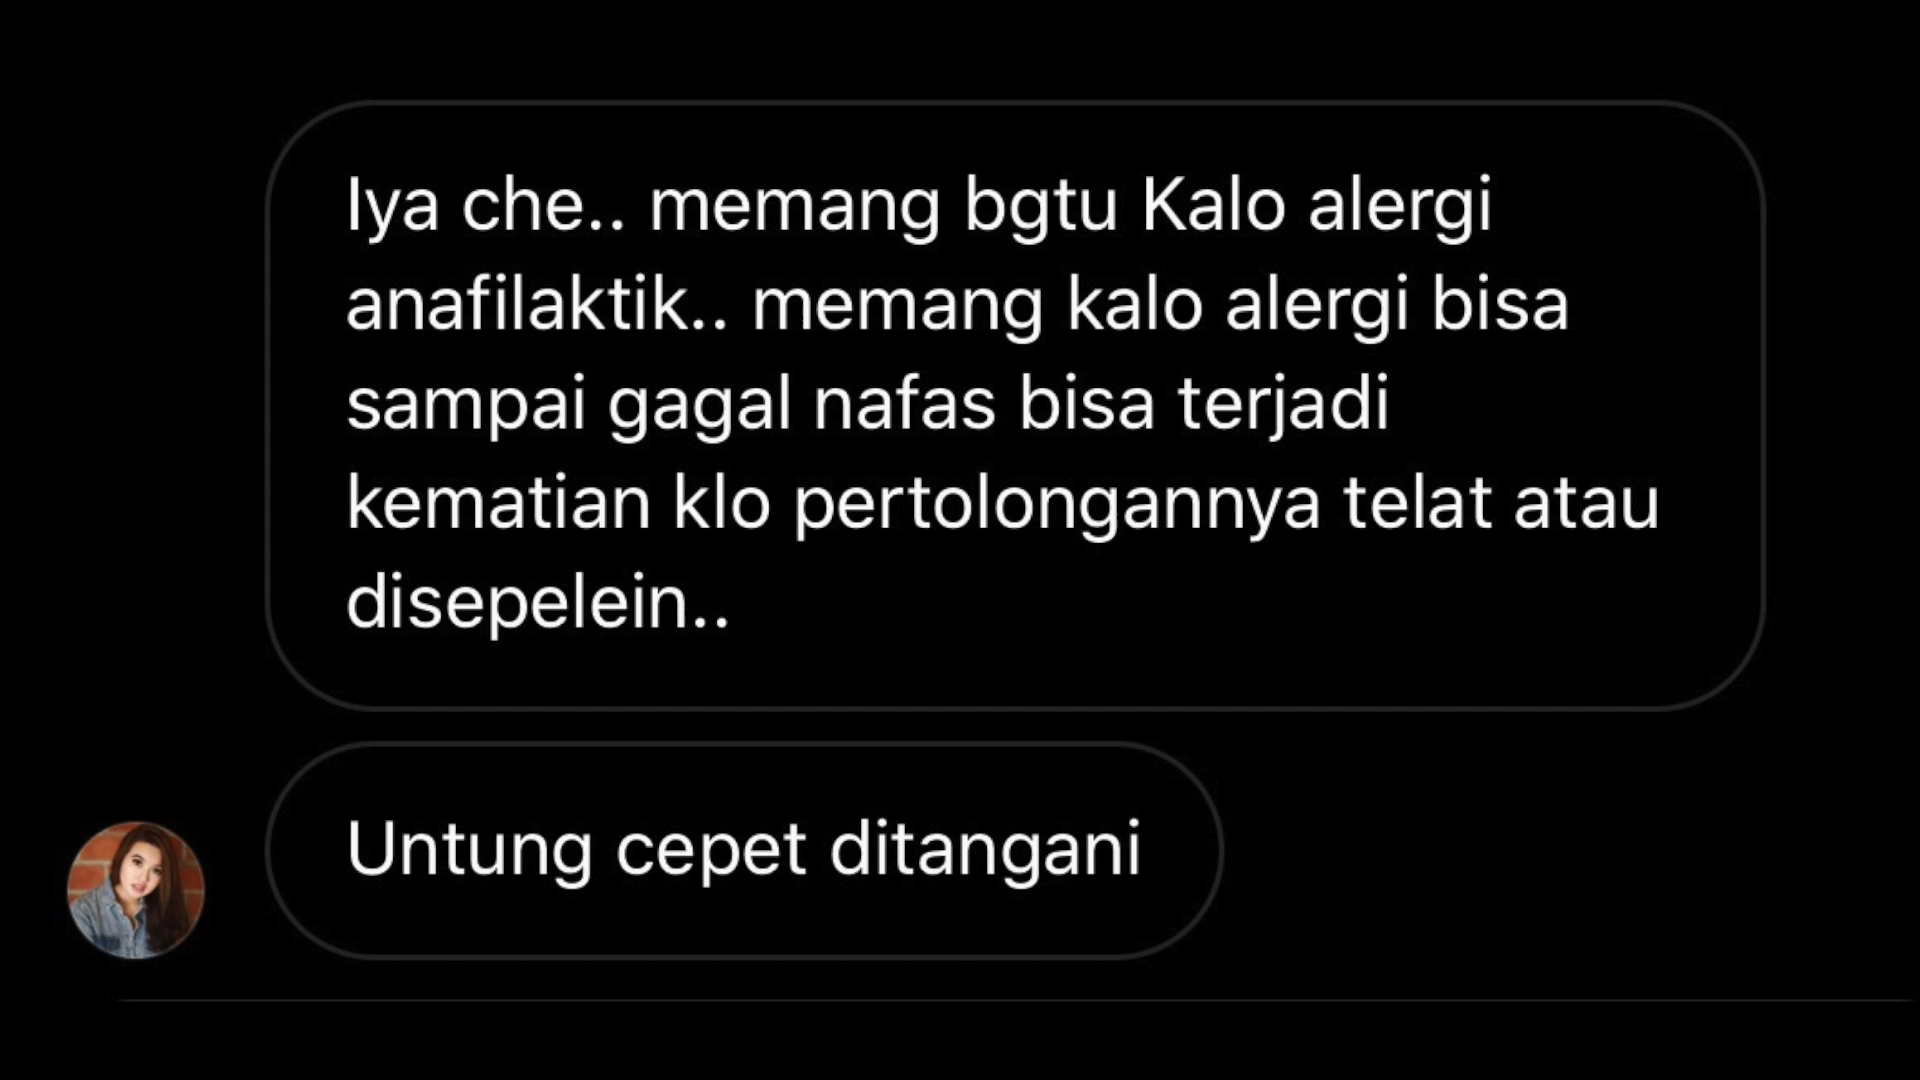 Iya che.. memang bgtu Kalo alergi
anafilaktik.. memang kalo alergi bisa
sampai gagal nafas bisa terjadi
kematian klo pertolongannya telat atau
disepelein..
Untung cepet ditangani